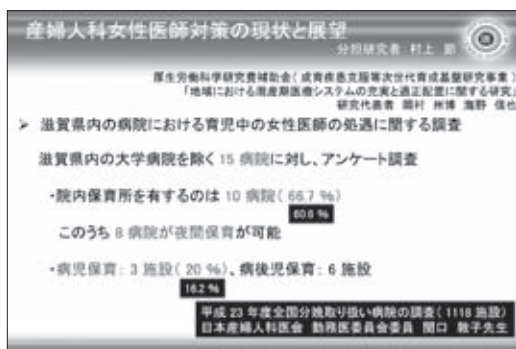 産婦人科女性医師対策の現状と展望
分担研究者 村上 節
厚生労働科学研究費補助金(成育疾患克服等次世代育成基盤研究事業)
「地域における周産期医療システムの充実と適正配置に関する研究」
研究代表者 岡村 州博 海野 信也
➢ 滋賀県内の病院における育児中の女性医師の処遇に関する調査
滋賀県内の大学病院を除く 15 病院に対し、アンケート調査
・院内保育所を有するのは 10 病院( 66.7 %)
60.6 %
このうち 8 病院が夜間保育が可能
・病児保育: 3 施設( 20 %)、病後児保育: 6 施設
16.2 %
平成 23 年度全国分娩取り扱い病院の調査( 1118 施設)
日本産婦人科医会 勤務医委員会委員 関口 敦子先生